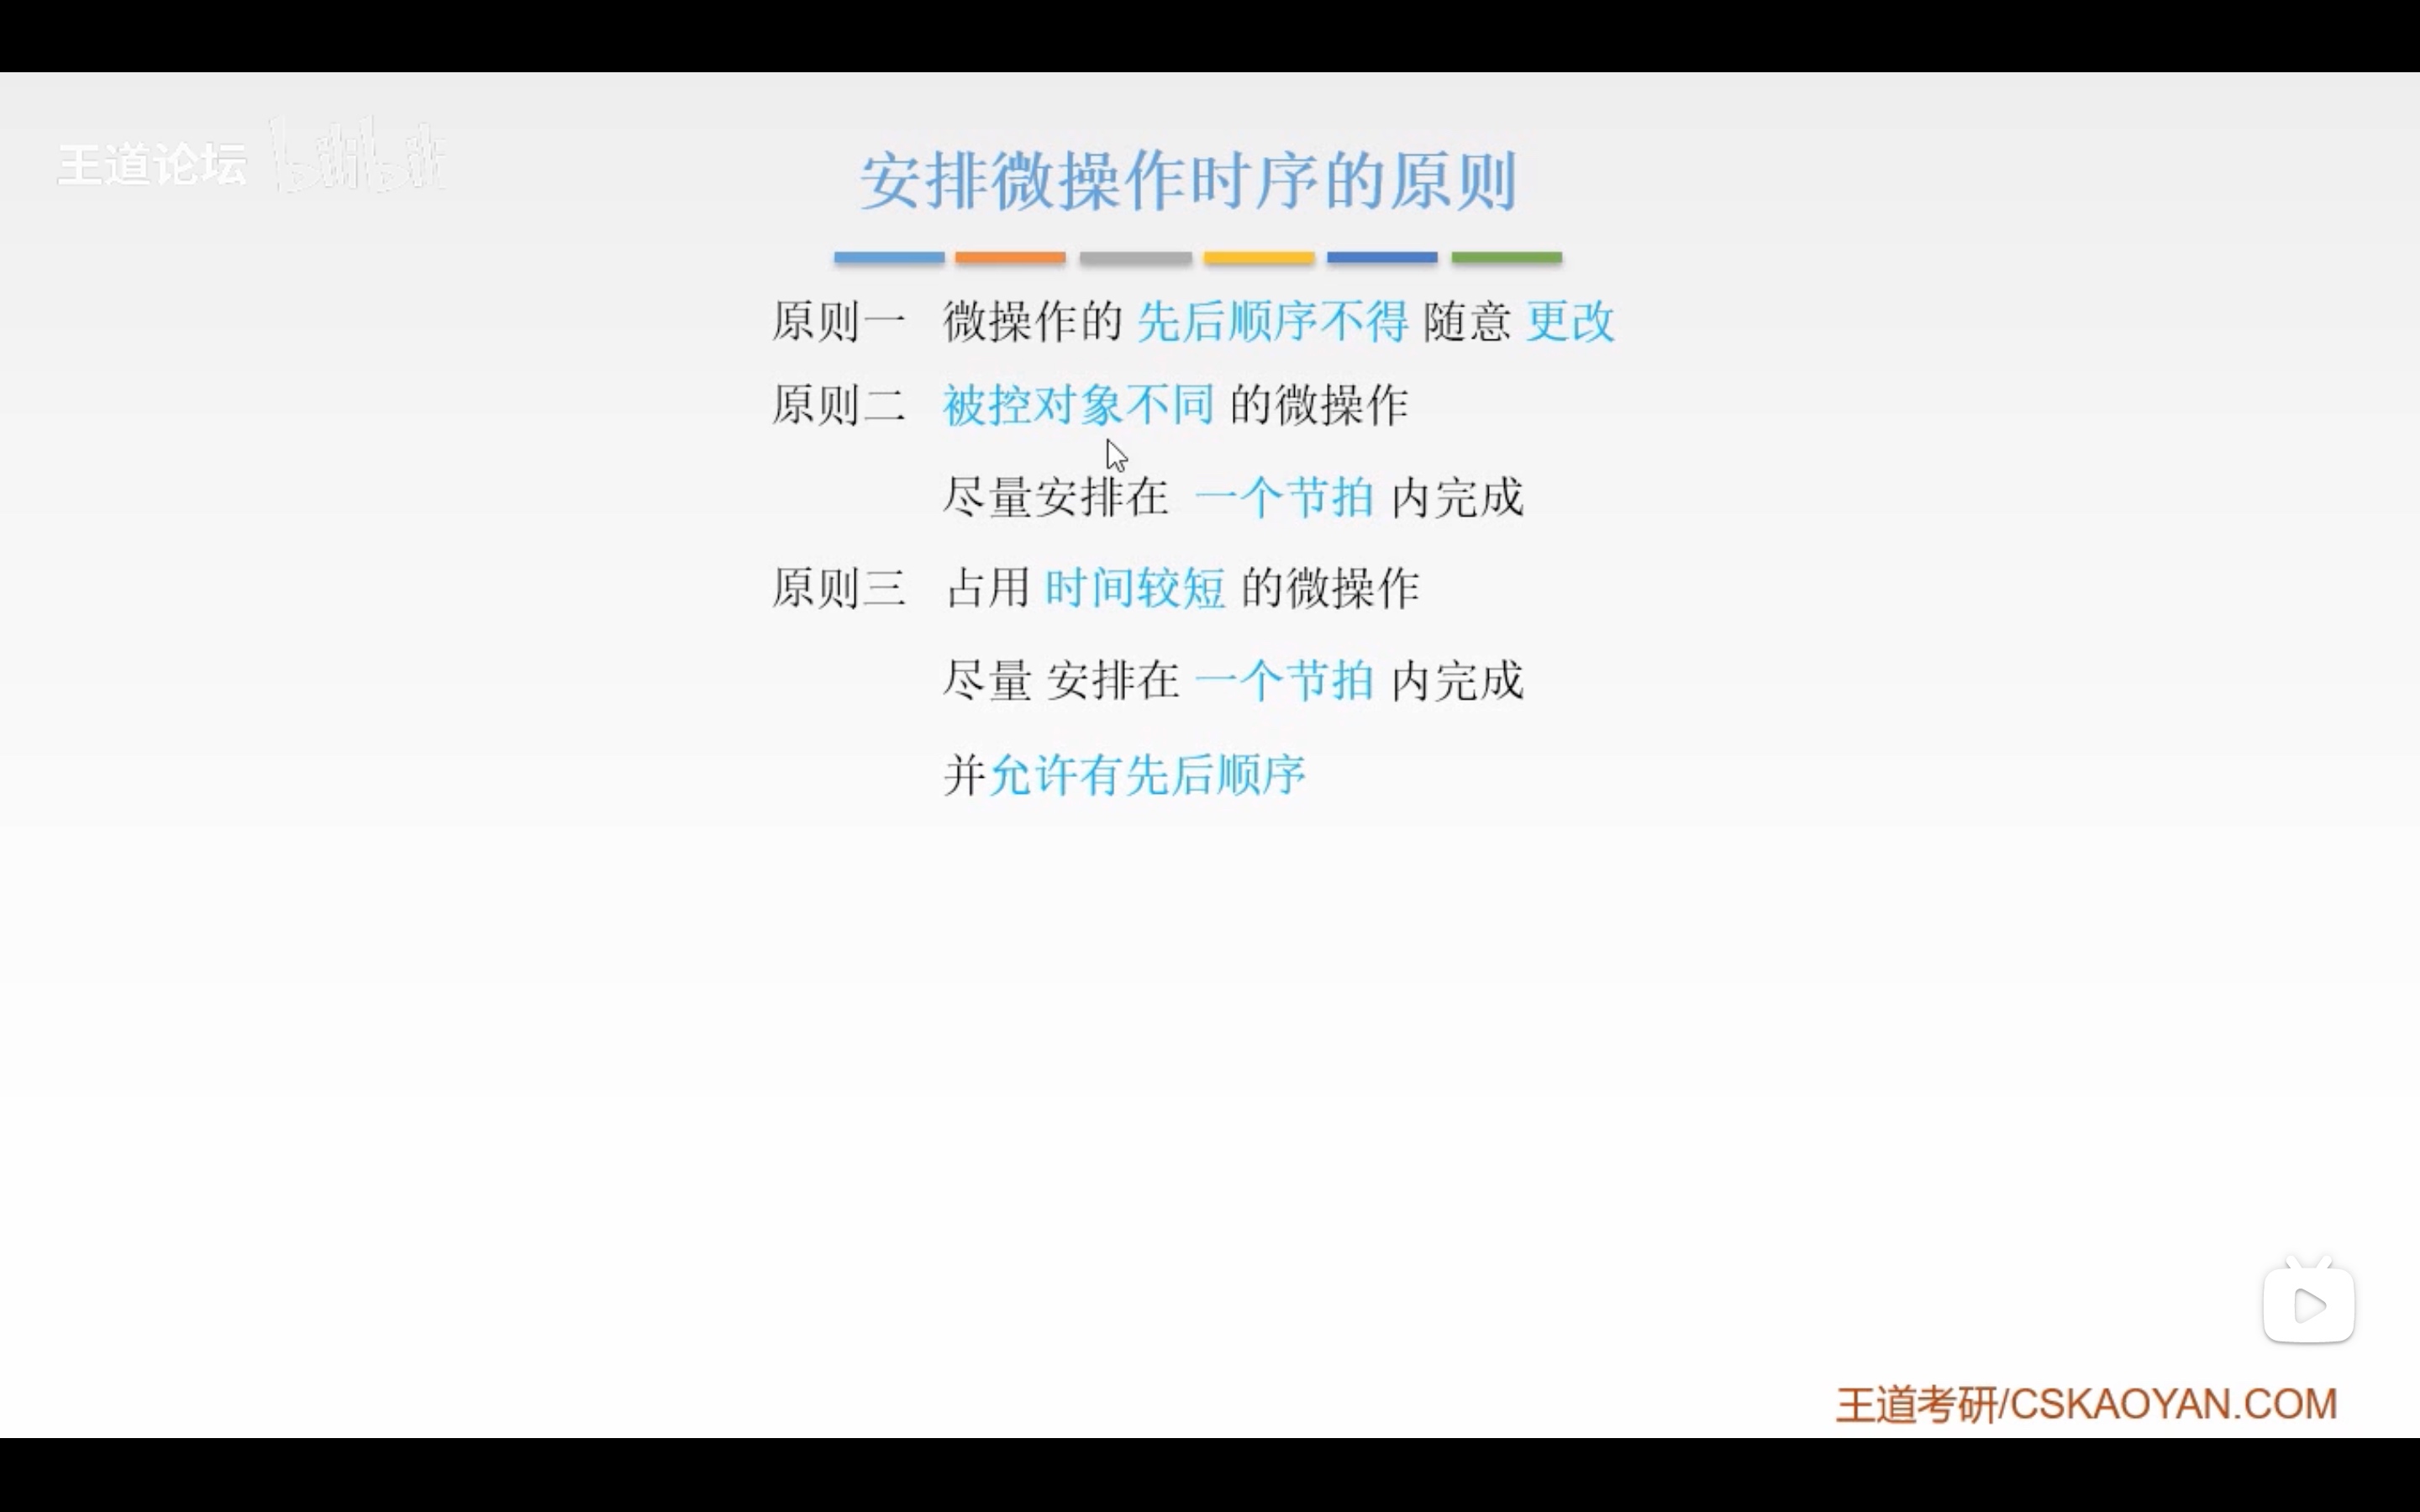 王道论坛 bilibili
安排微操作时序的原则
原则一 微操作的 先后顺序不得 随意 更改
原则二 被控对象不同 的微操作
尽量安排在 一个节拍 内完成
原则三 占用 时间较短 的微操作
尽量 安排在 一个节拍 内完成
并允许有先后顺序
王道考研/CSKAOYAN.COM